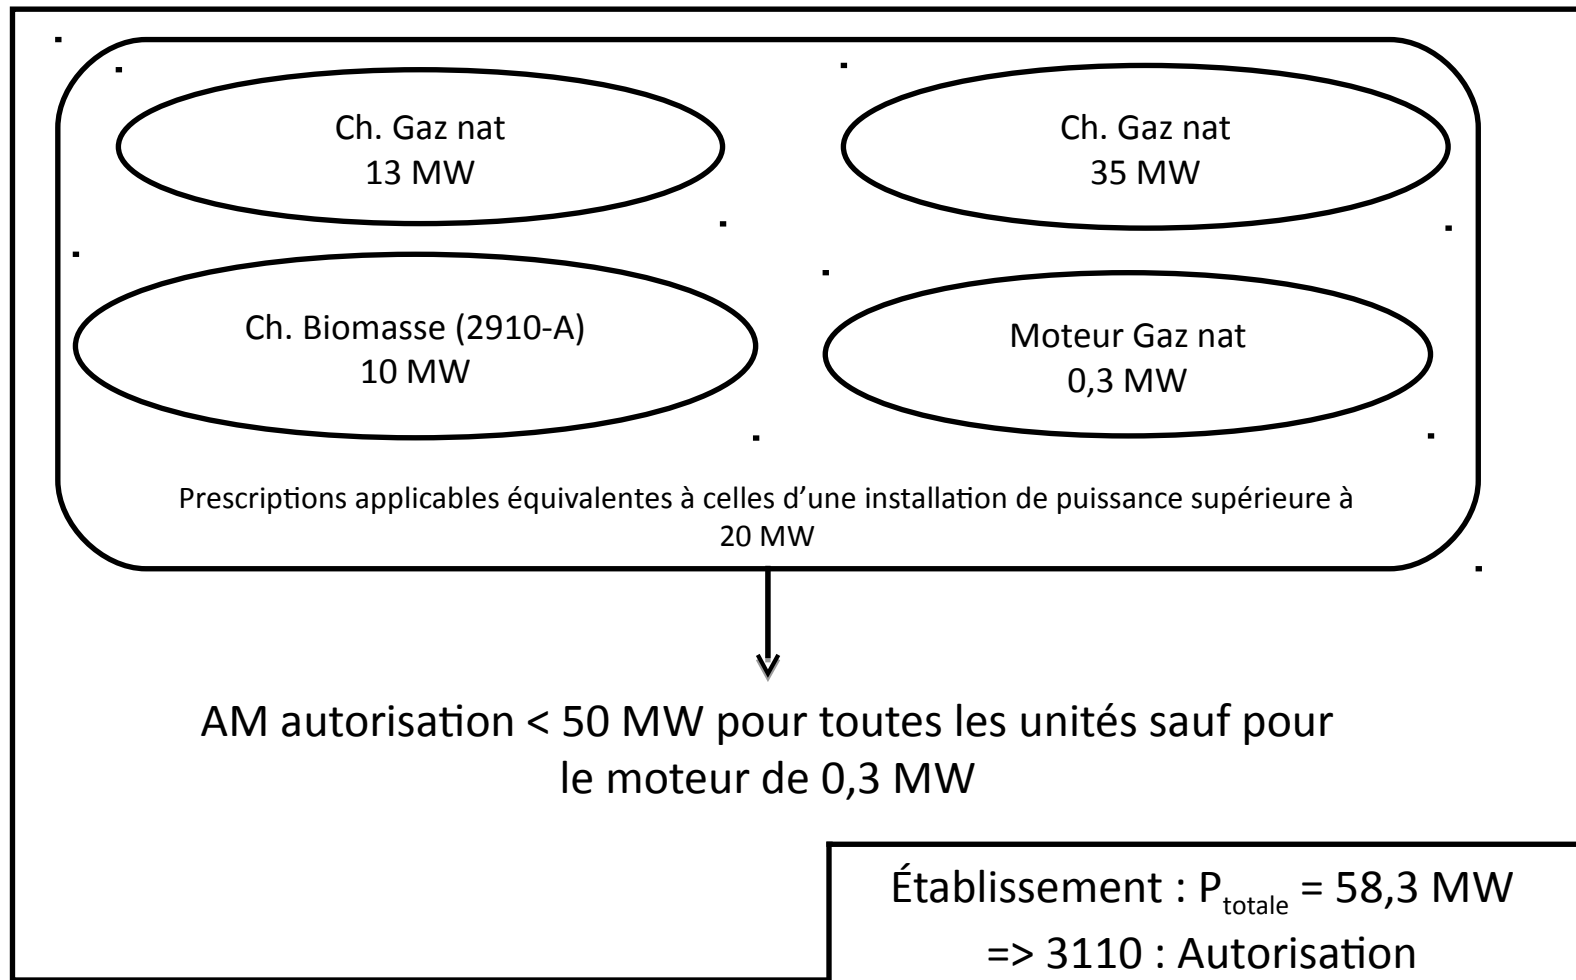 Ch. Gaz nat
13 MW
Ch. Gaz nat
35 MW
Ch. Biomasse (2910-A)
10 MW
Moteur Gaz nat
0,3 MW
Prescriptions applicables équivalentes à celles d’une installation de puissance supérieure à
20 MW
AM autorisation < 50 MW pour toutes les unités sauf pour
le moteur de 0,3 MW
Établissement : P_totale = 58,3 MW
=> 3110 : Autorisation